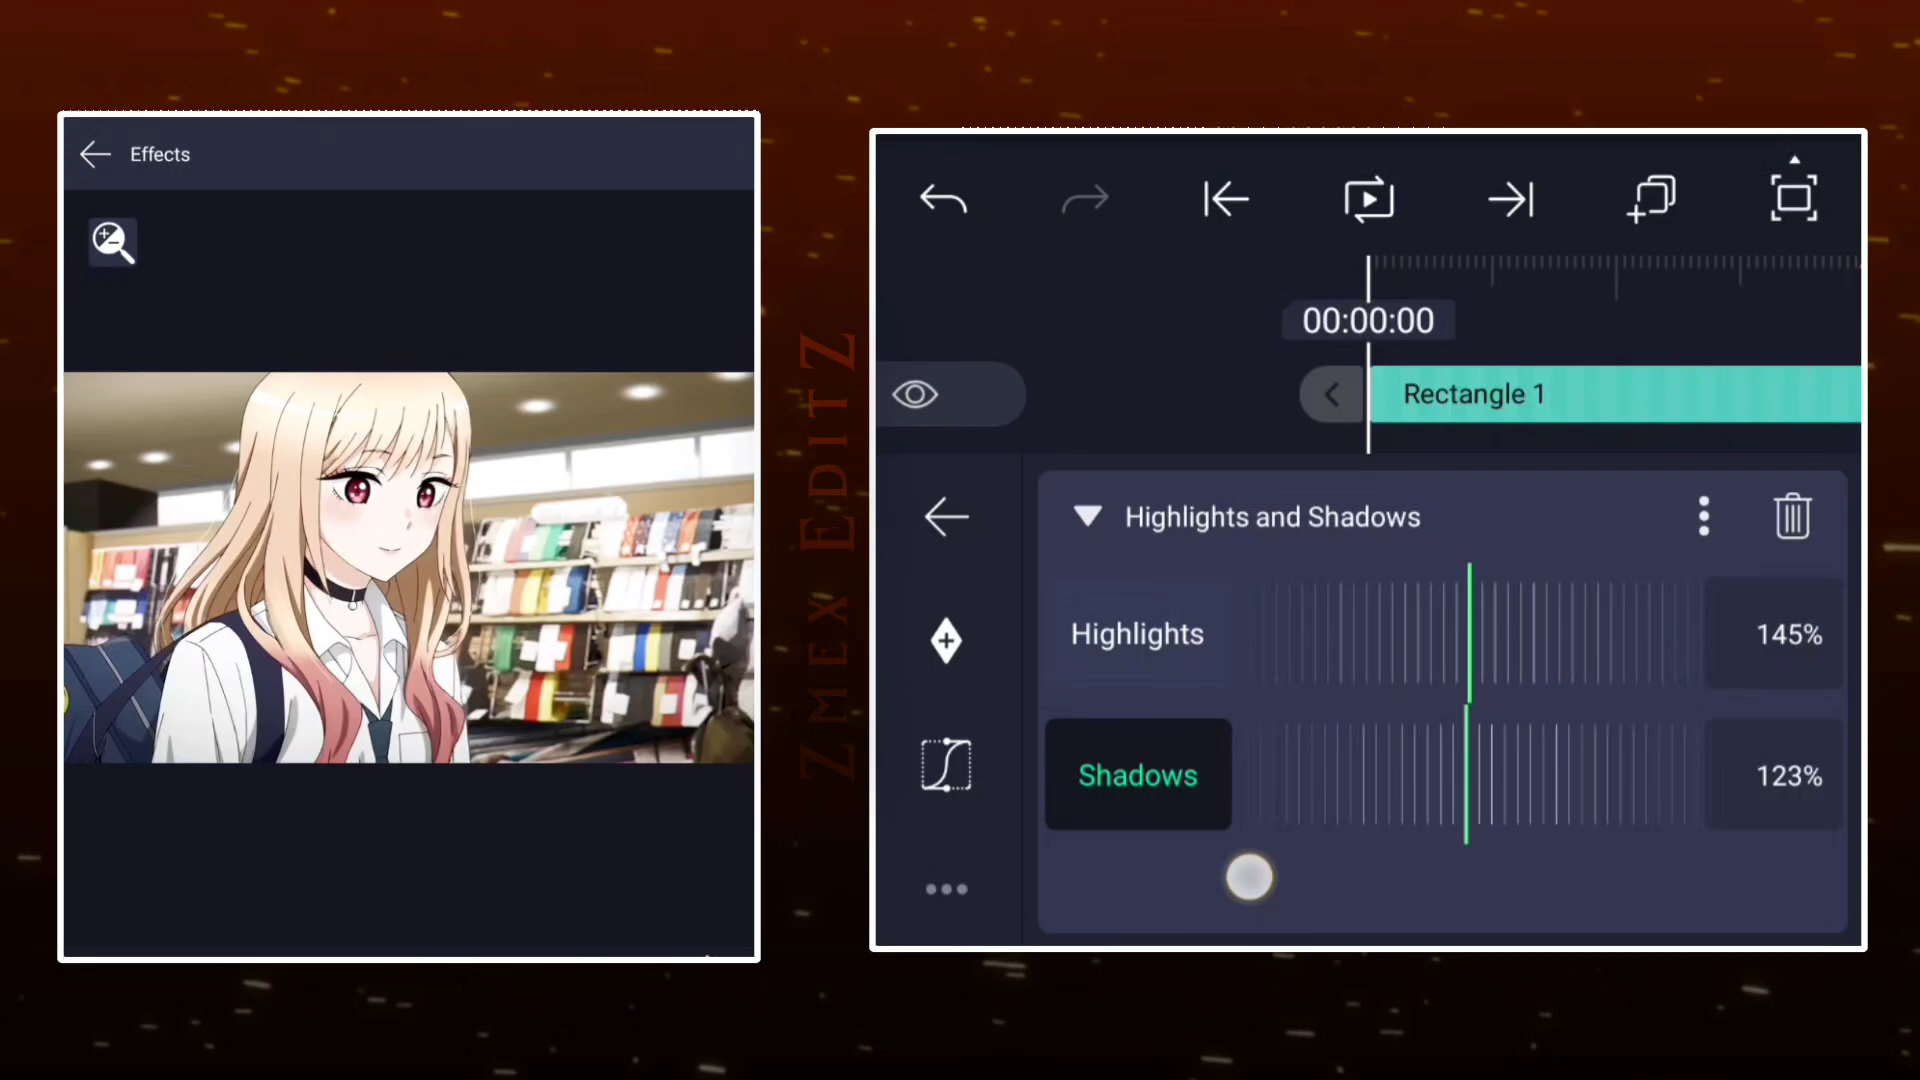 Effects
ZMEX EDITZ
00:00:00
Rectangle 1
Highlights and Shadows
Highlights
145%
Shadows
123%